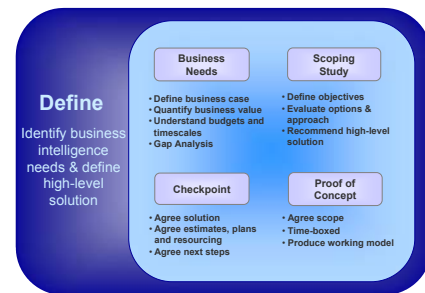 Define
Identify business
intelligence
needs & define
high-level
solution
Business
Needs
• Define business case
• Quantify business value
• Understand budgets and
timescales
• Gap Analysis
Scoping
Study
• Define objectives
• Evaluate options &
approach
• Recommend high-level
solution
Checkpoint
• Agree solution
• Agree estimates, plans
and resourcing
• Agree next steps
Proof of
Concept
• Agree scope
• Time-boxed
• Produce working model